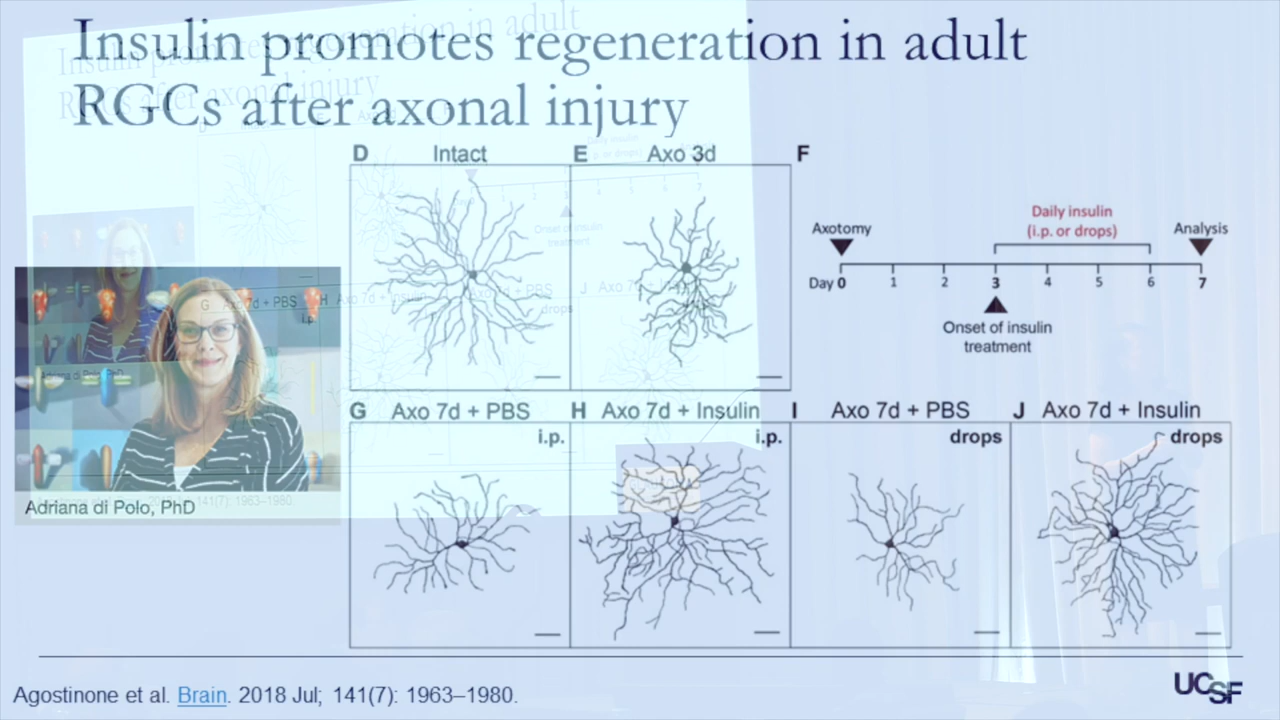 Insulin promotes regeneration in adult
RGCs after axonal injury
D Intact E Axo 3d F
Axotomy
Daily insulin
(i.p. or drops)
Analysis
Day 0 1 2 3 4 5 6 7
Onset of insulin
treatment
G Axo 7d + PBS H Axo 7d + Insulin I Axo 7d + PBS J Axo 7d + Insulin
i.p. i.p. drops drops
Adriana di Polo, PhD
Agostinone et al. Brain. 2018 Jul; 141(7): 1963–1980.
UCSF